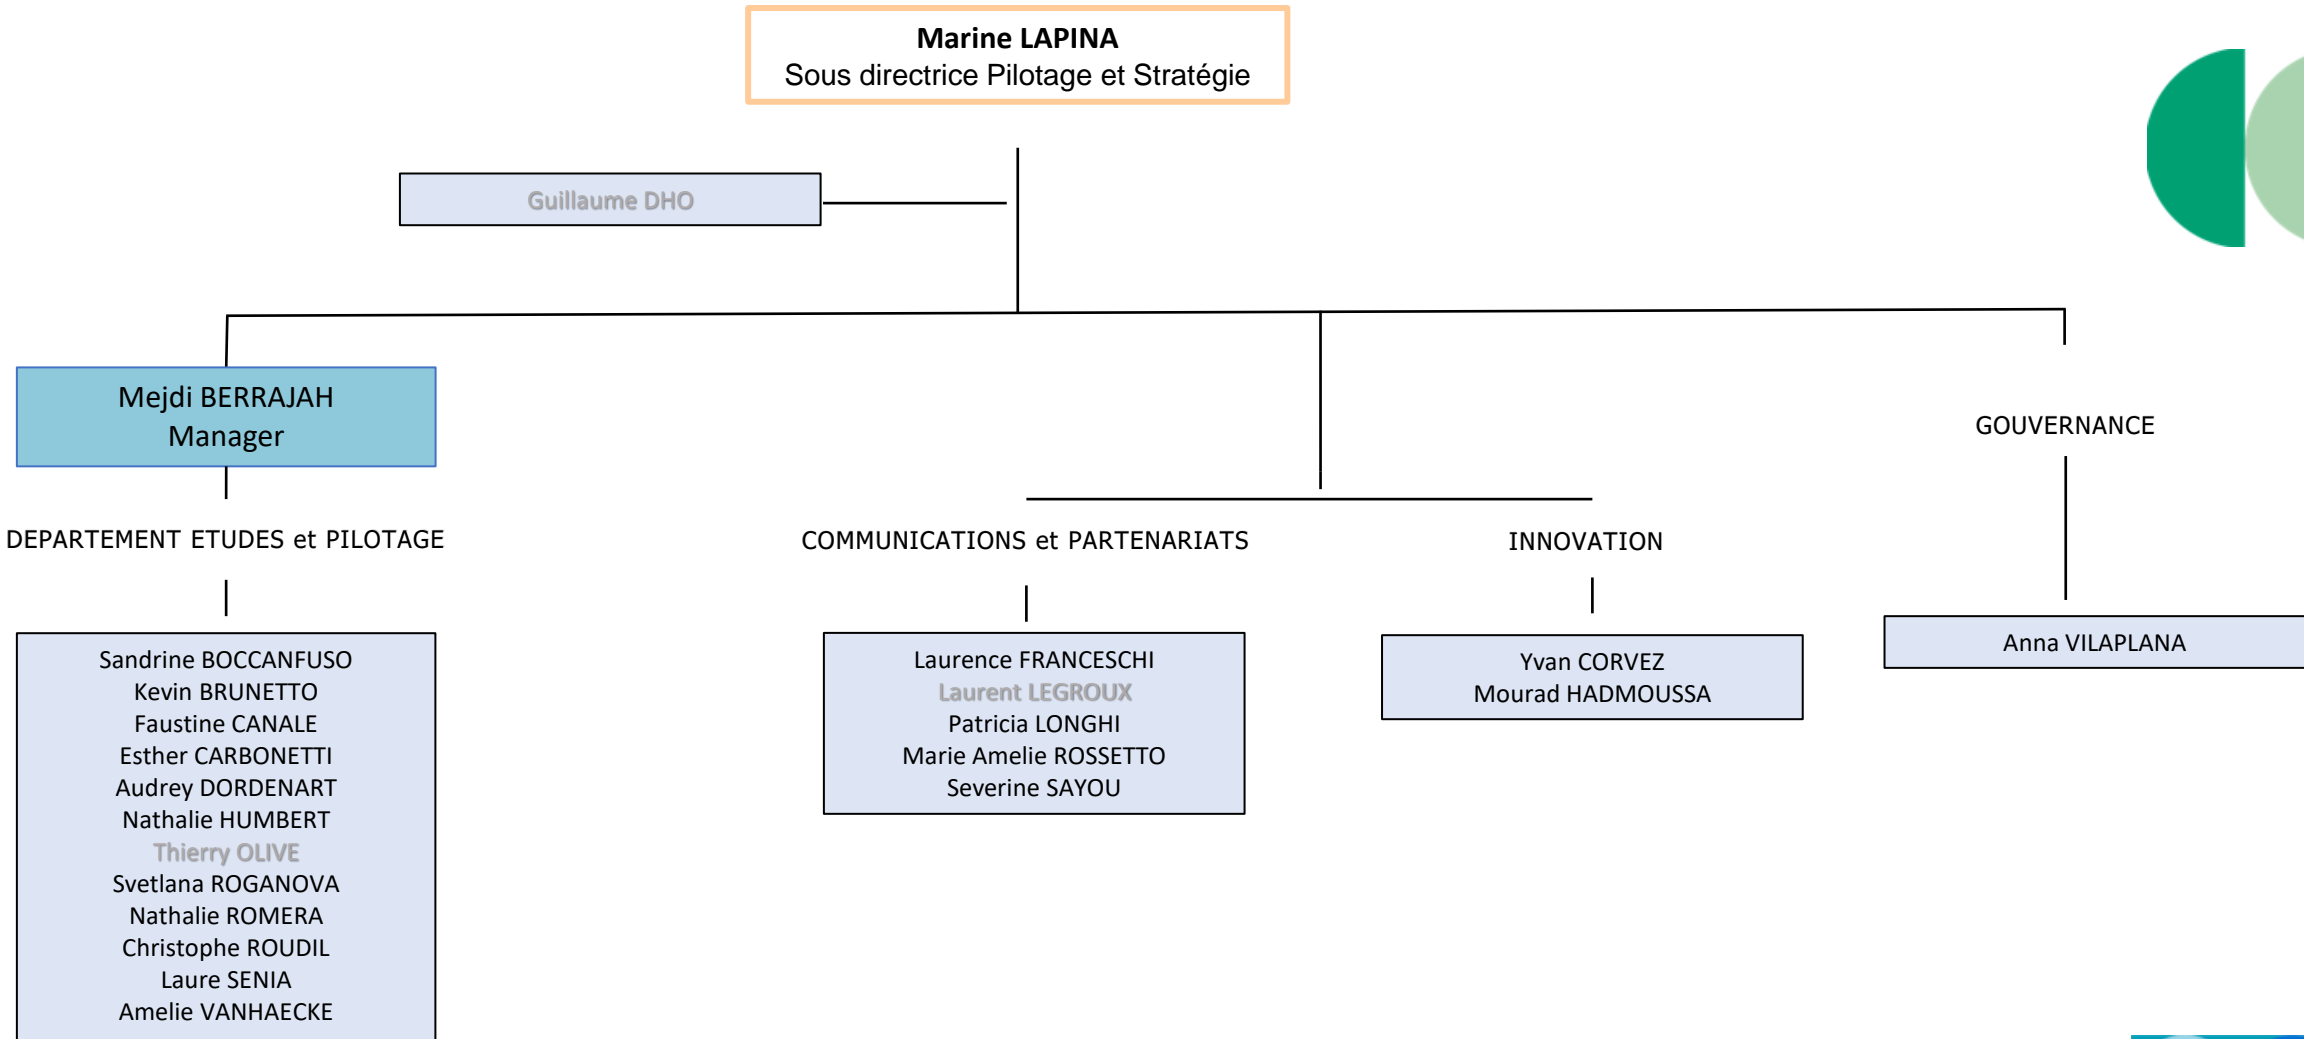 Marine LAPINA
Sous directrice Pilotage et Stratégie
Guillaume DHO
Mejdi BERRAJAH
Manager
GOUVERNANCE
DEPARTEMENT ETUDES et PILOTAGE
COMMUNICATIONS et PARTENARIATS
INNOVATION
Sandrine BOCCANFUSO
Kevin BRUNETTO
Faustine CANALE
Esther CARBONETTI
Audrey DORDENART
Nathalie HUMBERT
Thierry OLIVE
Svetlana ROGANOVA
Nathalie ROMERA
Christophe ROUDIL
Laure SENIA
Amelie VANHAECKE
Laurence FRANCESCHI
Laurent LEGROUX
Patricia LONGHI
Marie Amelie ROSSETTO
Severine SAYOU
Yvan CORVEZ
Mourad HADMOUSSA
Anna VILAPLANA